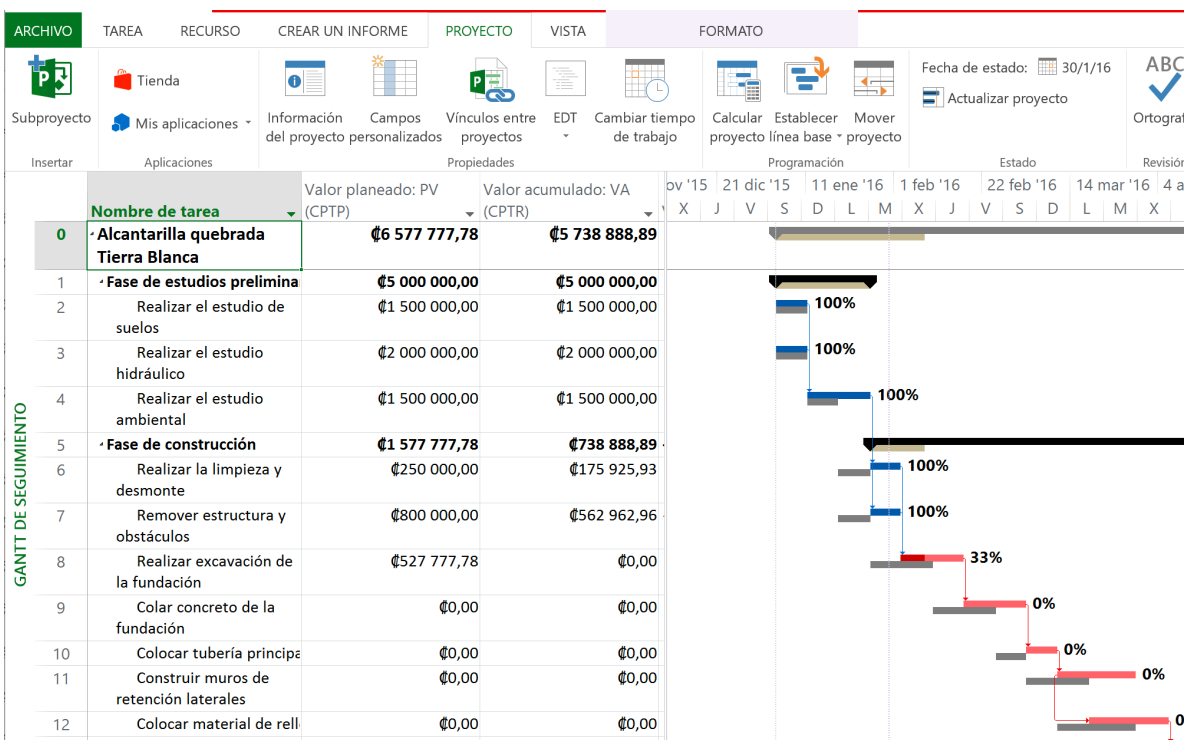 ARCHIVO TAREA RECURSO CREAR UN INFORME PROYECTO VISTA FORMATO
Subproyecto
Tienda
Mis aplicaciones
Información del proyecto
Campos personalizados
Vínculos entre proyectos
EDT
Cambiar tiempo de trabajo
Calcular proyecto
Establecer línea base
Mover proyecto
Fecha de estado: 30/1/16
Actualizar proyecto
ABC
Ortograf
Insertar Aplicaciones Propiedades Programación Estado Revisión
Nombre de tarea
Valor planeado: PV (CPTP)
Valor acumulado: VA (CPTR)
ov '15 21 dic '15 11 ene '16 1 feb '16 22 feb '16 14 mar '16 4 a
X J V S D L M X J V S D L M X
GANTT DE SEGUIMIENTO
0 Alcantarilla quebrada Tierra Blanca ₡6 577 777,78 ₡5 738 888,89
1 Fase de estudios prelimina ₡5 000 000,00 ₡5 000 000,00
2 Realizar el estudio de suelos ₡1 500 000,00 ₡1 500 000,00 100%
3 Realizar el estudio hidráulico ₡2 000 000,00 ₡2 000 000,00 100%
4 Realizar el estudio ambiental ₡1 500 000,00 ₡1 500 000,00 100%
5 Fase de construcción ₡1 577 777,78 ₡738 888,89 -
6 Realizar la limpieza y desmonte ₡250 000,00 ₡175 925,93 100%
7 Remover estructura y obstáculos ₡800 000,00 ₡562 962,96 - 100%
8 Realizar excavación de la fundación ₡527 777,78 ₡0,00 33%
9 Colar concreto de la fundación ₡0,00 ₡0,00 0%
10 Colocar tubería principa ₡0,00 ₡0,00 0%
11 Construir muros de retención laterales ₡0,00 ₡0,00 0%
12 Colocar material de rell ₡0,00 ₡0,00 0